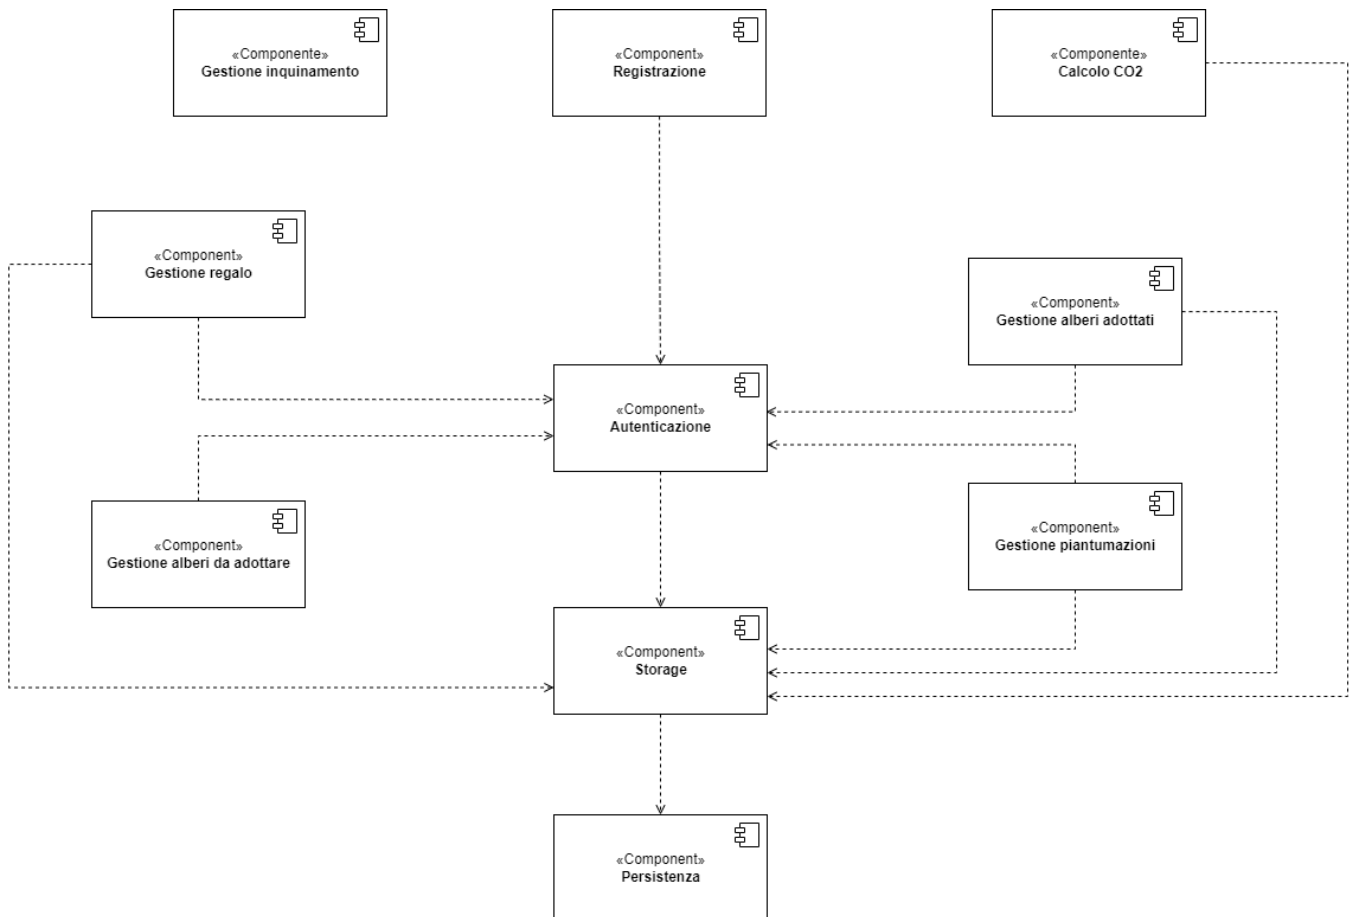 «Componente»
Gestione inquinamento
«Component»
Registrazione
«Componente»
Calcolo CO2
«Component»
Gestione regalo
«Component»
Gestione alberi adottati
«Component»
Autenticazione
«Component»
Gestione alberi da adottare
«Component»
Gestione piantumazioni
«Component»
Storage
«Component»
Persistenza